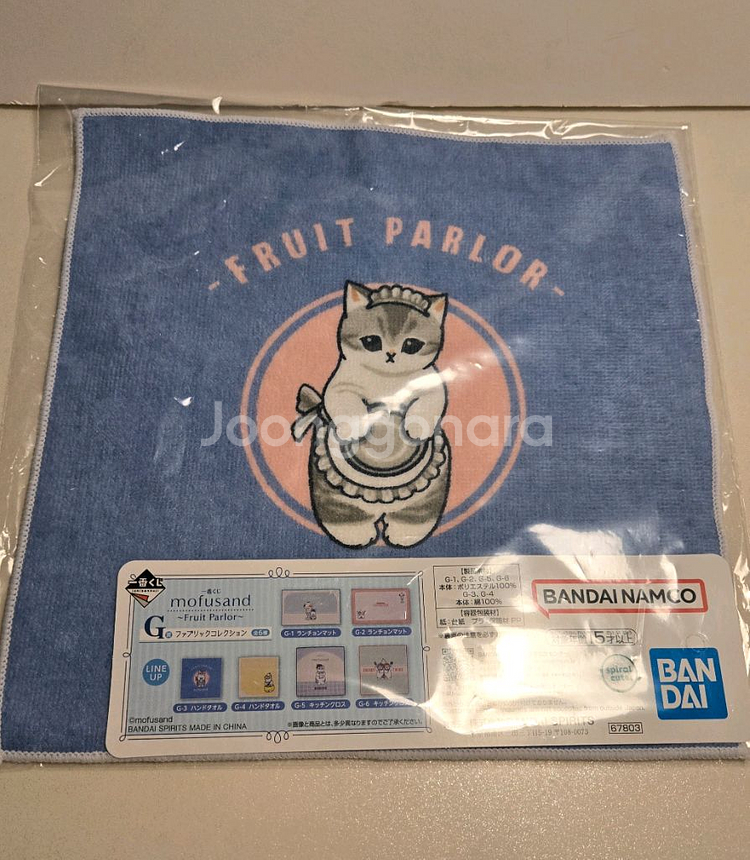 -FRUIT PARLOR-
Joonggonara
一番くじ
一番くじ
mofusand
~Fruit Parlor~
G賞 ファブリックコレクション 全6種
LINE UP
G-1 ランチョンマット
G-2 ランチョンマット
G-3 ハンドタオル
G-4 ハンドタオル
G-5 キッチンクロス
G-6 キッチンクロス
©mofusand
BANDAI SPIRITS MADE IN CHINA
※画像と商品とは、多少異なりますのでご了承ください。
本体:ポリエステル100%
G-3, G-4
本体:綿100%
BANDAI NAMCO
5才以上
spiral cute
BAN
DAI
67803